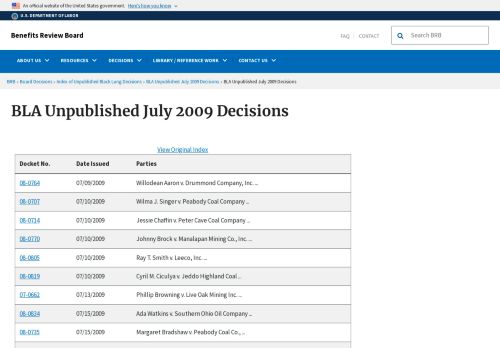 An official website of the United States government. Here's how you know
U.S. DEPARTMENT OF LABOR
Benefits Review Board
FAQ
CONTACT
Search BRB
ABOUT US
RESOURCES
DECISIONS
LIBRARY / REFERENCE WORK
CONTACT US
BRB › Board Decisions › Index of Unpublished Black Lung Decisions › BLA Unpublished July 2009 Decisions › BLA Unpublished July 2009 Decisions
BLA Unpublished July 2009 Decisions
View Original Index
Docket No. Date Issued Parties
08-0764 07/09/2009 Willodean Aaron v. Drummond Company, Inc. ...
08-0707 07/10/2009 Wilma J. Singer v. Peabody Coal Company ...
08-0714 07/10/2009 Jessie Chaffin v. Peter Cave Coal Company ...
08-0770 07/10/2009 Johnny Brock v. Manalapan Mining Co., Inc. ...
08-0805 07/10/2009 Ray T. Smith v. Leeco, Inc. ...
08-0819 07/10/2009 Cyril M. Ciculya v. Jeddo Highland Coal ...
07-0662 07/13/2009 Phillip Browning v. Live Oak Mining Inc. ...
08-0834 07/15/2009 Ada Watkins v. Southern Ohio Oil Company ...
08-0735 07/15/2009 Margaret Bradshaw v. Peabody Coal Co., ...